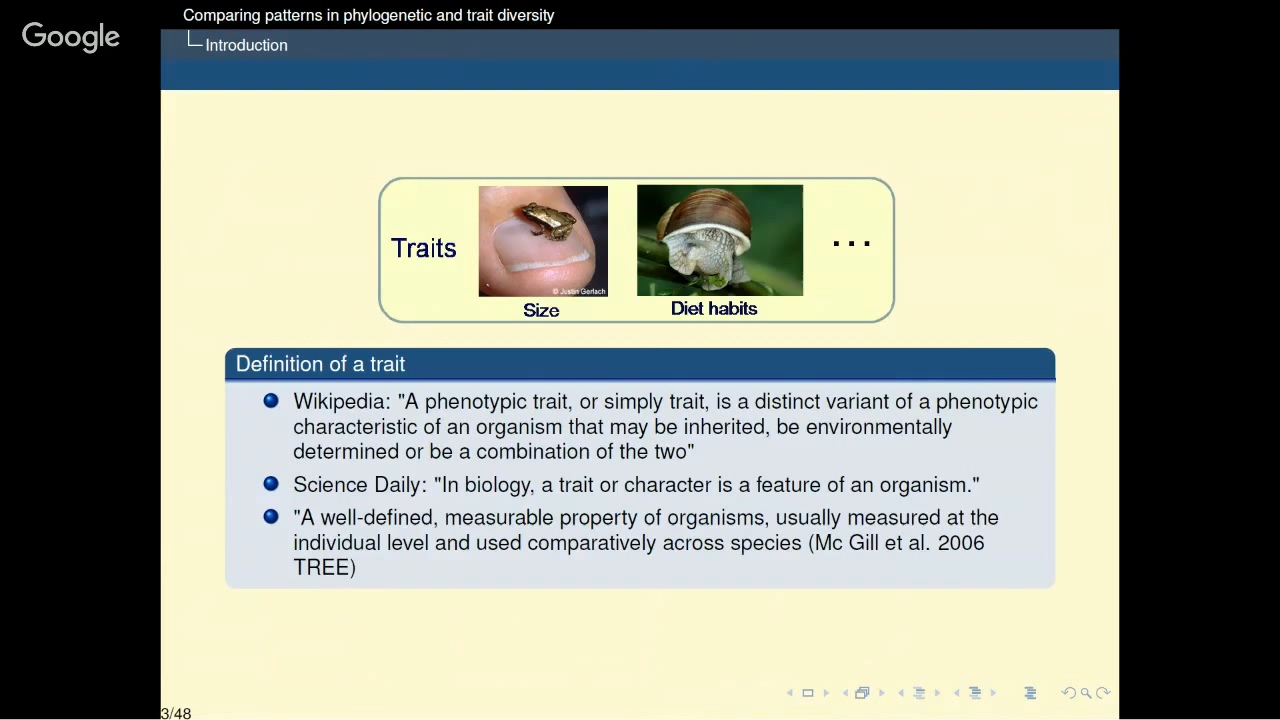 Google
Comparing patterns in phylogenetic and trait diversity
Introduction
Traits
© Justin Gerlach
...
Size
Diet habits
Definition of a trait
Wikipedia: "A phenotypic trait, or simply trait, is a distinct variant of a phenotypic
characteristic of an organism that may be inherited, be environmentally
determined or be a combination of the two"
Science Daily: "In biology, a trait or character is a feature of an organism."
"A well-defined, measurable property of organisms, usually measured at the
individual level and used comparatively across species (Mc Gill et al. 2006
TREE)
3/48